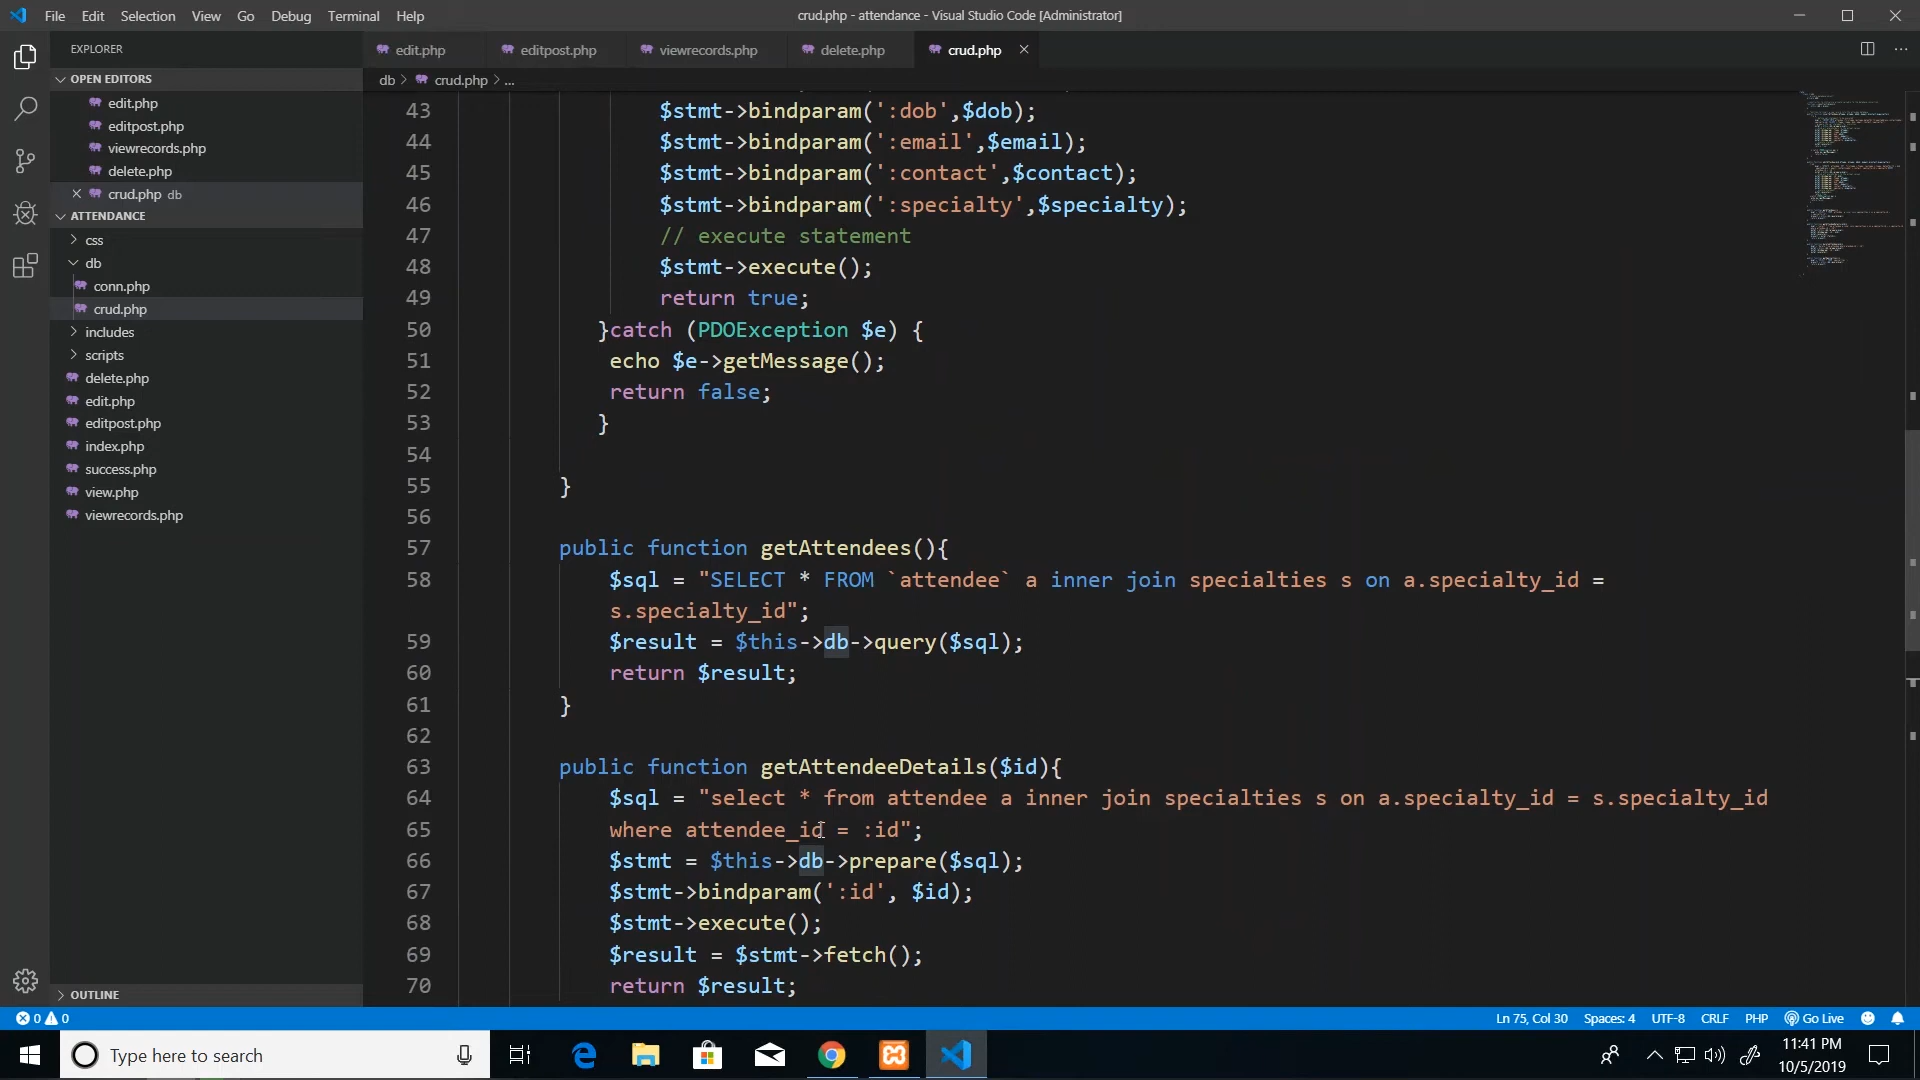 File Edit Selection View Go Debug Terminal Help
crud.php - attendance - Visual Studio Code [Administrator]
EXPLORER
edit.php editpost.php viewrecords.php delete.php crud.php
OPEN EDITORS
edit.php
editpost.php
viewrecords.php
delete.php
crud.php db
ATTENDANCE
css
db
conn.php
crud.php
includes
scripts
delete.php
edit.php
editpost.php
index.php
success.php
view.php
viewrecords.php
OUTLINE
db > crud.php > ...
43 $stmt->bindparam(':dob',$dob);
44 $stmt->bindparam(':email',$email);
45 $stmt->bindparam(':contact',$contact);
46 $stmt->bindparam(':specialty',$specialty);
47 // execute statement
48 $stmt->execute();
49 return true;
50 }catch (PDOException $e) {
51 echo $e->getMessage();
52 return false;
53 }
54
55 }
56
57 public function getAttendees(){
58 $sql = "SELECT * FROM `attendee` a inner join specialties s on a.specialty_id =
s.specialty_id";
59 $result = $this->db->query($sql);
60 return $result;
61 }
62
63 public function getAttendeeDetails($id){
64 $sql = "select * from attendee a inner join specialties s on a.specialty_id = s.specialty_id
65 where attendee_id = :id";
66 $stmt = $this->db->prepare($sql);
67 $stmt->bindparam(':id', $id);
68 $stmt->execute();
69 $result = $stmt->fetch();
70 return $result;
0 0
Ln 75, Col 30 Spaces: 4 UTF-8 CRLF PHP Go Live
Type here to search
11:41 PM
10/5/2019